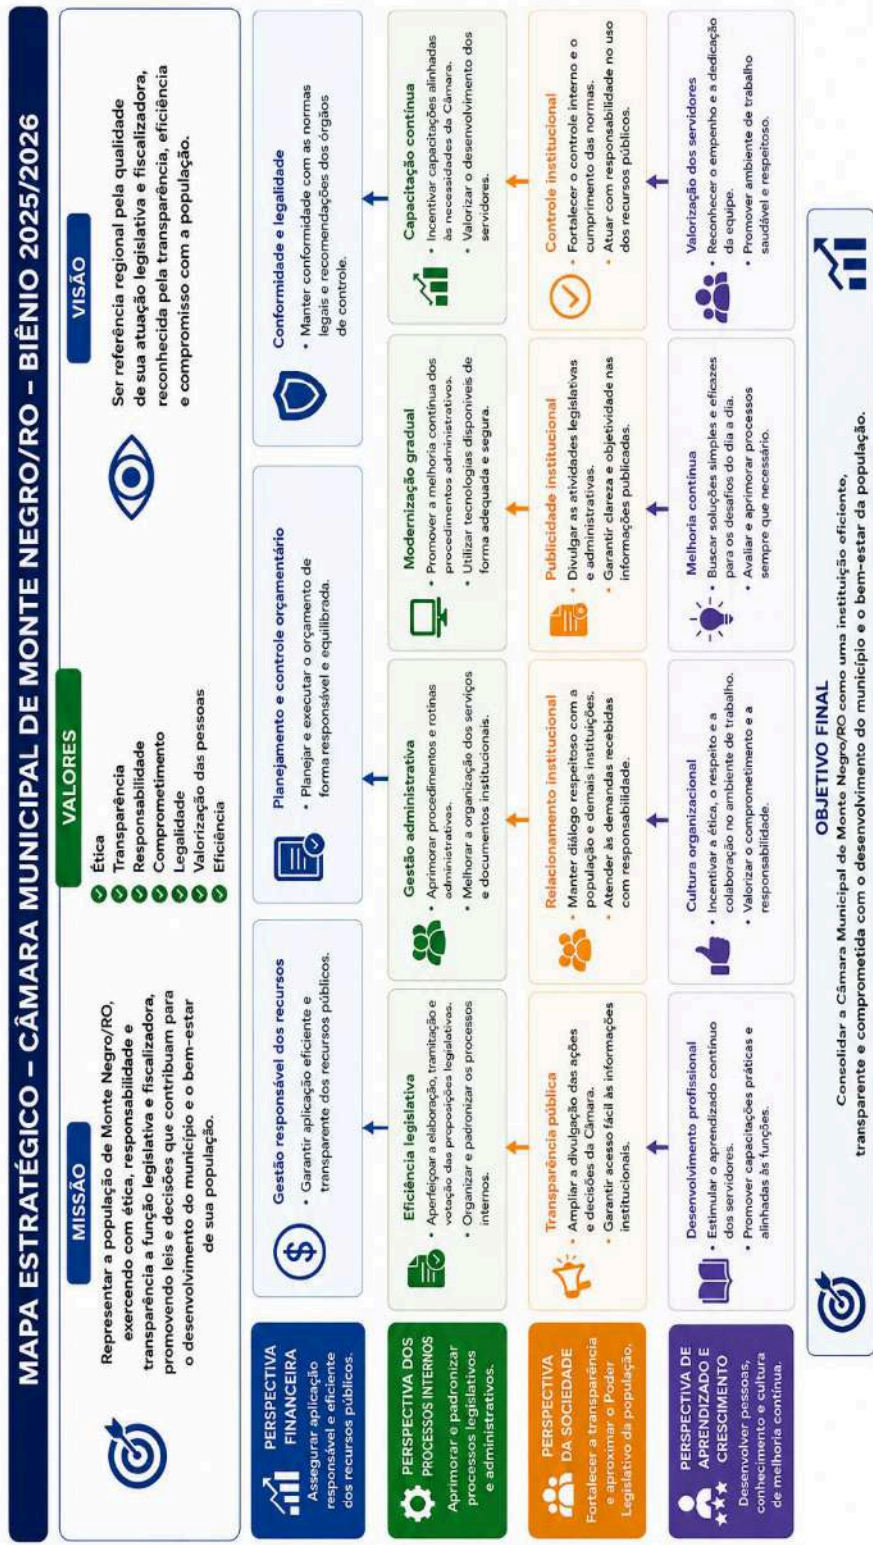 MAPA ESTRATÉGICO – CÂMARA MUNICIPAL DE MONTE NEGRO/RO – BIÊNIO 2025/2026
MISSÃO
Representar a população de Monte Negro/RO,
exercendo com ética, responsabilidade e
transparência a função legislativa e fiscalizadora,
promovendo leis e decisões que contribuam para
o desenvolvimento do município e o bem-estar
de sua população.
VALORES
Ética
Transparência
Responsabilidade
Comprometimento
Legalidade
Valorização das pessoas
Eficiência
VISÃO
Ser referência regional pela qualidade
de sua atuação legislativa e fiscalizadora,
reconhecida pela transparência, eficiência
e compromisso com a população.
PERSPECTIVA
FINANCEIRA
Assegurar aplicação
responsável e eficiente
dos recursos públicos.
Gestão responsável dos recursos
• Garantir aplicação eficiente e
transparente dos recursos públicos.
Planejamento e controle orçamentário
• Planejar e executar o orçamento de
forma responsável e equilibrada.
Conformidade e legalidade
• Manter conformidade com as normas
legais e recomendações dos órgãos
de controle.
PERSPECTIVA DOS
PROCESSOS INTERNOS
Aprimorar e padronizar
processos legislativos
e administrativos.
Eficiência legislativa
• Aperfeiçoar a elaboração, tramitação e
votação das proposições legislativas.
• Organizar e padronizar os processos
internos.
Gestão administrativa
• Aprimorar procedimentos e rotinas
administrativas.
• Melhorar a organização dos serviços
e documentos institucionais.
Modernização gradual
• Promover a melhoria contínua dos
procedimentos administrativos.
• Utilizar tecnologias disponíveis de
forma adequada e segura.
Capacitação contínua
• Incentivar capacitações alinhadas
às necessidades da Câmara.
• Valorizar o desenvolvimento dos
servidores.
PERSPECTIVA
DA SOCIEDADE
Fortalecer a transparência
e aproximar o Poder
Legislativo da população.
Transparência pública
• Ampliar a divulgação das ações
e decisões da Câmara.
• Garantir acesso fácil às informações
institucionais.
Relacionamento institucional
• Manter diálogo respeitoso com a
população e demais instituições.
• Atender às demandas recebidas
com responsabilidade.
Publicidade institucional
• Divulgar as atividades legislativas
e administrativas.
• Garantir clareza e objetividade nas
informações publicadas.
Controle institucional
• Fortalecer o controle interno e o
cumprimento das normas.
• Atuar com responsabilidade no uso
dos recursos públicos.
PERSPECTIVA DE
APRENDIZADO E
CRESCIMENTO
Desenvolver pessoas,
conhecimento e cultura
de melhoria contínua.
Desenvolvimento profissional
• Estimular o aprendizado contínuo
dos servidores.
• Promover capacitações práticas e
alinhadas às funções.
Cultura organizacional
• Incentivar a ética, o respeito e a
colaboração no ambiente de trabalho.
• Valorizar o comprometimento e a
responsabilidade.
Melhoria contínua
• Buscar soluções simples e eficazes
para os desafios do dia a dia.
• Avaliar e aprimorar processos
sempre que necessário.
Valorização dos servidores
• Reconhecer o empenho e a dedicação
da equipe.
• Promover ambiente de trabalho
saudável e respeitoso.
OBJETIVO FINAL
Consolidar a Câmara Municipal de Monte Negro/RO como uma instituição eficiente,
transparente e comprometida com o desenvolvimento do município e o bem-estar da população.